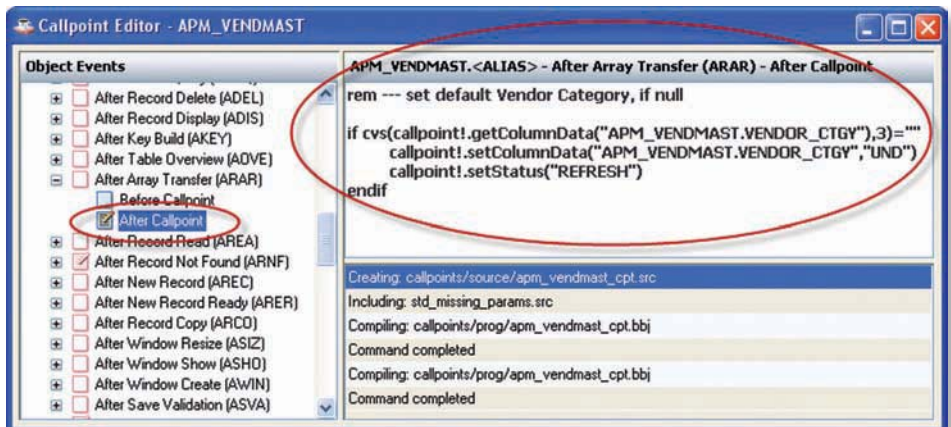 Callpoint Editor - APM_VENDMAST
Object Events
After Record Delete (ADEL)
After Record Display (ADIS)
After Key Build (AKEY)
After Table Overview (AOVE)
After Array Transfer (ARAR)
Before Callpoint
After Callpoint
After Record Read (AREA)
After Record Not Found (ARNF)
After New Record (AREC)
After New Record Ready (ARER)
After Record Copy (ARCO)
After Window Resize (ASIZ)
After Window Show (ASHO)
After Window Create (AWIN)
After Save Validation (ASVA)
APM_VENDMAST.<ALIAS> - After Array Transfer (ARAR) - After Callpoint
rem --- set default Vendor Category, if null
if cvs(callpoint!.getColumnData("APM_VENDMAST.VENDOR_CTGY"),3)=""
callpoint!.setColumnData("APM_VENDMAST.VENDOR_CTGY","UND")
callpoint!.setStatus("REFRESH")
endif
Creating: callpoints/source/apm_vendmast_cpt.src
Including: std_missing_params.src
Compiling: callpoints/prog/apm_vendmast_cpt.bbj
Command completed
Compiling: callpoints/prog/apm_vendmast_cpt.bbj
Command completed